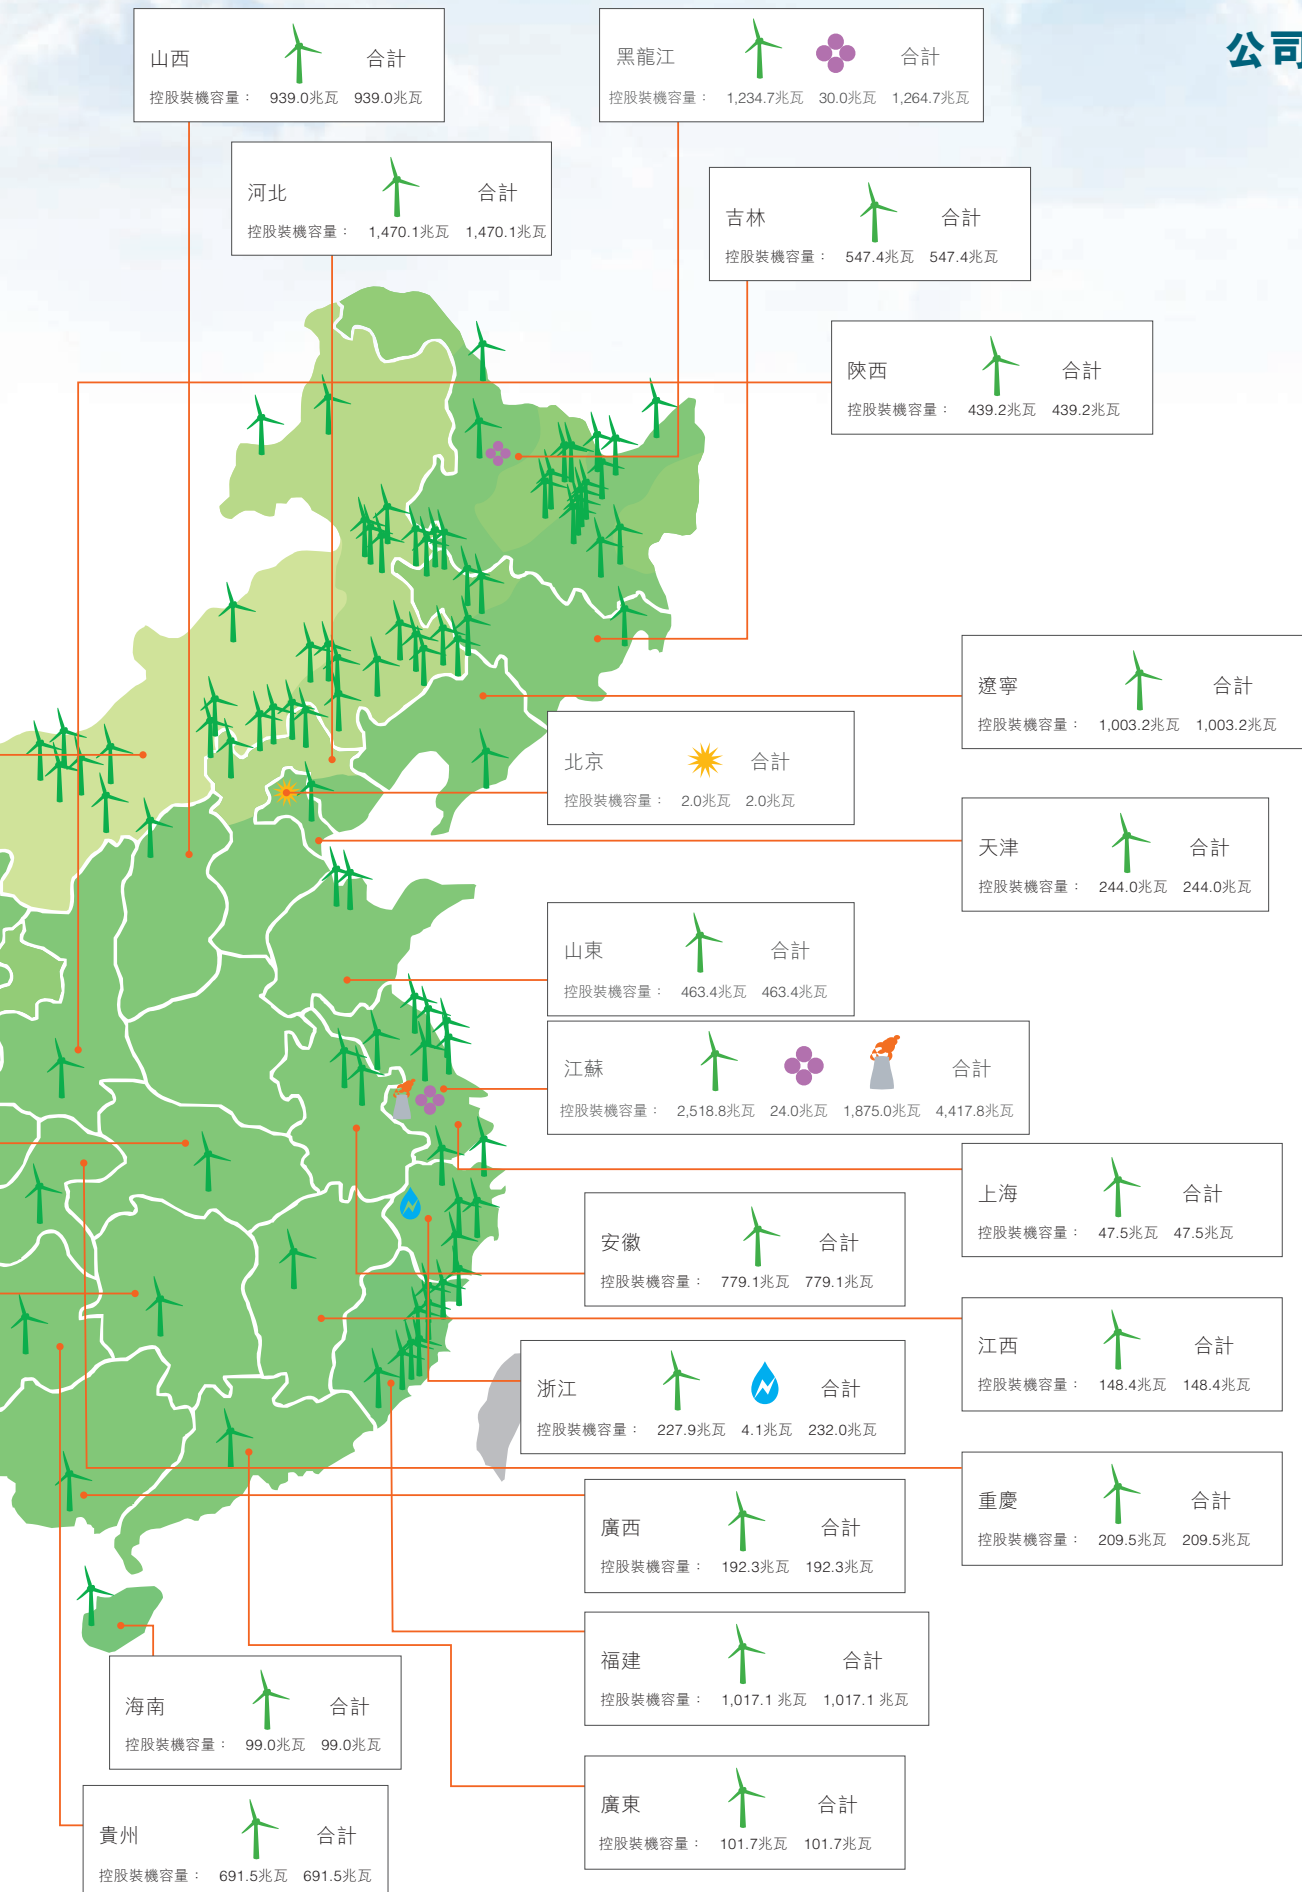 公司
山西 合計
控股裝機容量： 939.0兆瓦 939.0兆瓦
黑龍江 合計
控股裝機容量： 1,234.7兆瓦 30.0兆瓦 1,264.7兆瓦
河北 合計
控股裝機容量： 1,470.1兆瓦 1,470.1兆瓦
吉林 合計
控股裝機容量： 547.4兆瓦 547.4兆瓦
陝西 合計
控股裝機容量： 439.2兆瓦 439.2兆瓦
遼寧 合計
控股裝機容量： 1,003.2兆瓦 1,003.2兆瓦
北京 合計
控股裝機容量： 2.0兆瓦 2.0兆瓦
天津 合計
控股裝機容量： 244.0兆瓦 244.0兆瓦
山東 合計
控股裝機容量： 463.4兆瓦 463.4兆瓦
江蘇 合計
控股裝機容量： 2,518.8兆瓦 24.0兆瓦 1,875.0兆瓦 4,417.8兆瓦
上海 合計
控股裝機容量： 47.5兆瓦 47.5兆瓦
安徽 合計
控股裝機容量： 779.1兆瓦 779.1兆瓦
江西 合計
控股裝機容量： 148.4兆瓦 148.4兆瓦
浙江 合計
控股裝機容量： 227.9兆瓦 4.1兆瓦 232.0兆瓦
重慶 合計
控股裝機容量： 209.5兆瓦 209.5兆瓦
廣西 合計
控股裝機容量： 192.3兆瓦 192.3兆瓦
福建 合計
控股裝機容量： 1,017.1 兆瓦 1,017.1 兆瓦
海南 合計
控股裝機容量： 99.0兆瓦 99.0兆瓦
廣東 合計
控股裝機容量： 101.7兆瓦 101.7兆瓦
貴州 合計
控股裝機容量： 691.5兆瓦 691.5兆瓦